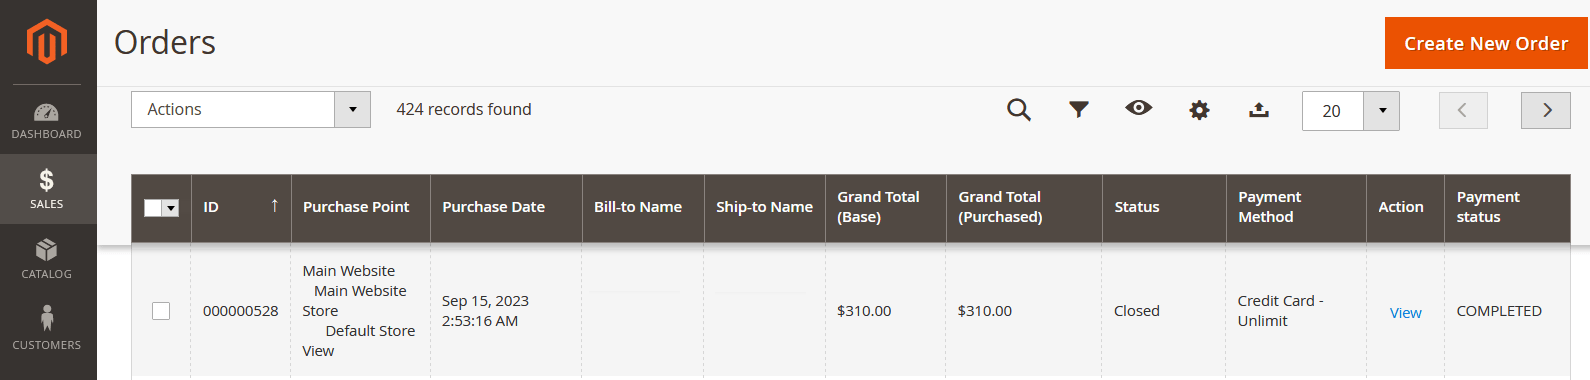 Orders
Create New Order
Actions
424 records found
20
DASHBOARD
SALES
CATALOG
CUSTOMERS
ID
Purchase Point
Purchase Date
Bill-to Name
Ship-to Name
Grand Total
(Base)
Grand Total
(Purchased)
Status
Payment
Method
Action
Payment
status
000000528
Main Website
Main Website
Store
Default Store
View
Sep 15, 2023
2:53:16 AM
$310.00
$310.00
Closed
Credit Card -
Unlimit
View
COMPLETED